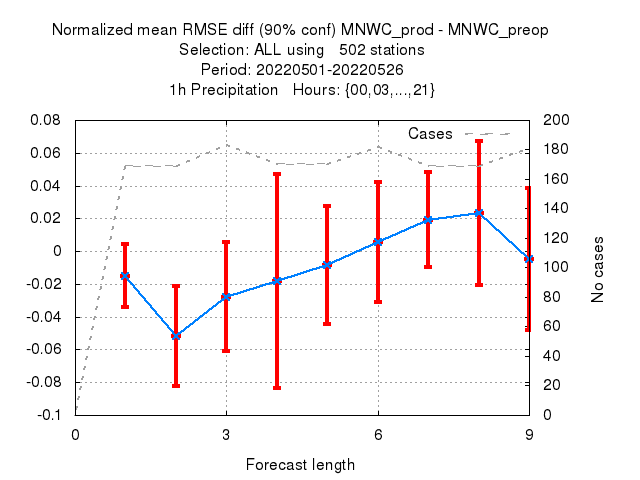 Normalized mean RMSE diff (90% conf) MNWC_prod - MNWC_preop
Selection: ALL using   502 stations
Period: 20220501-20220526
1h Precipitation   Hours: {00,03,...,21}
Cases
0.08
0.06
0.04
0.02
0
-0.02
-0.04
-0.06
-0.08
-0.1
200
180
160
140
120
100
80
60
40
20
0
No cases
0 3 6 9
Forecast length